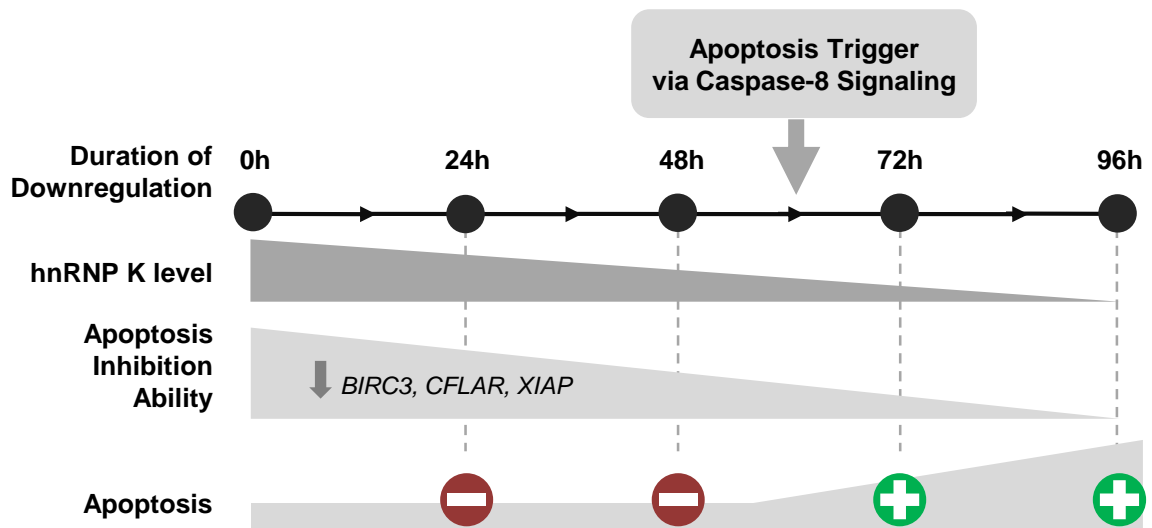 Apoptosis Trigger
via Caspase-8 Signaling
Duration of
Downregulation
0h
24h
48h
72h
96h
hnRNP K level
Apoptosis
Inhibition
Ability
BIRC3, CFLAR, XIAP
Apoptosis